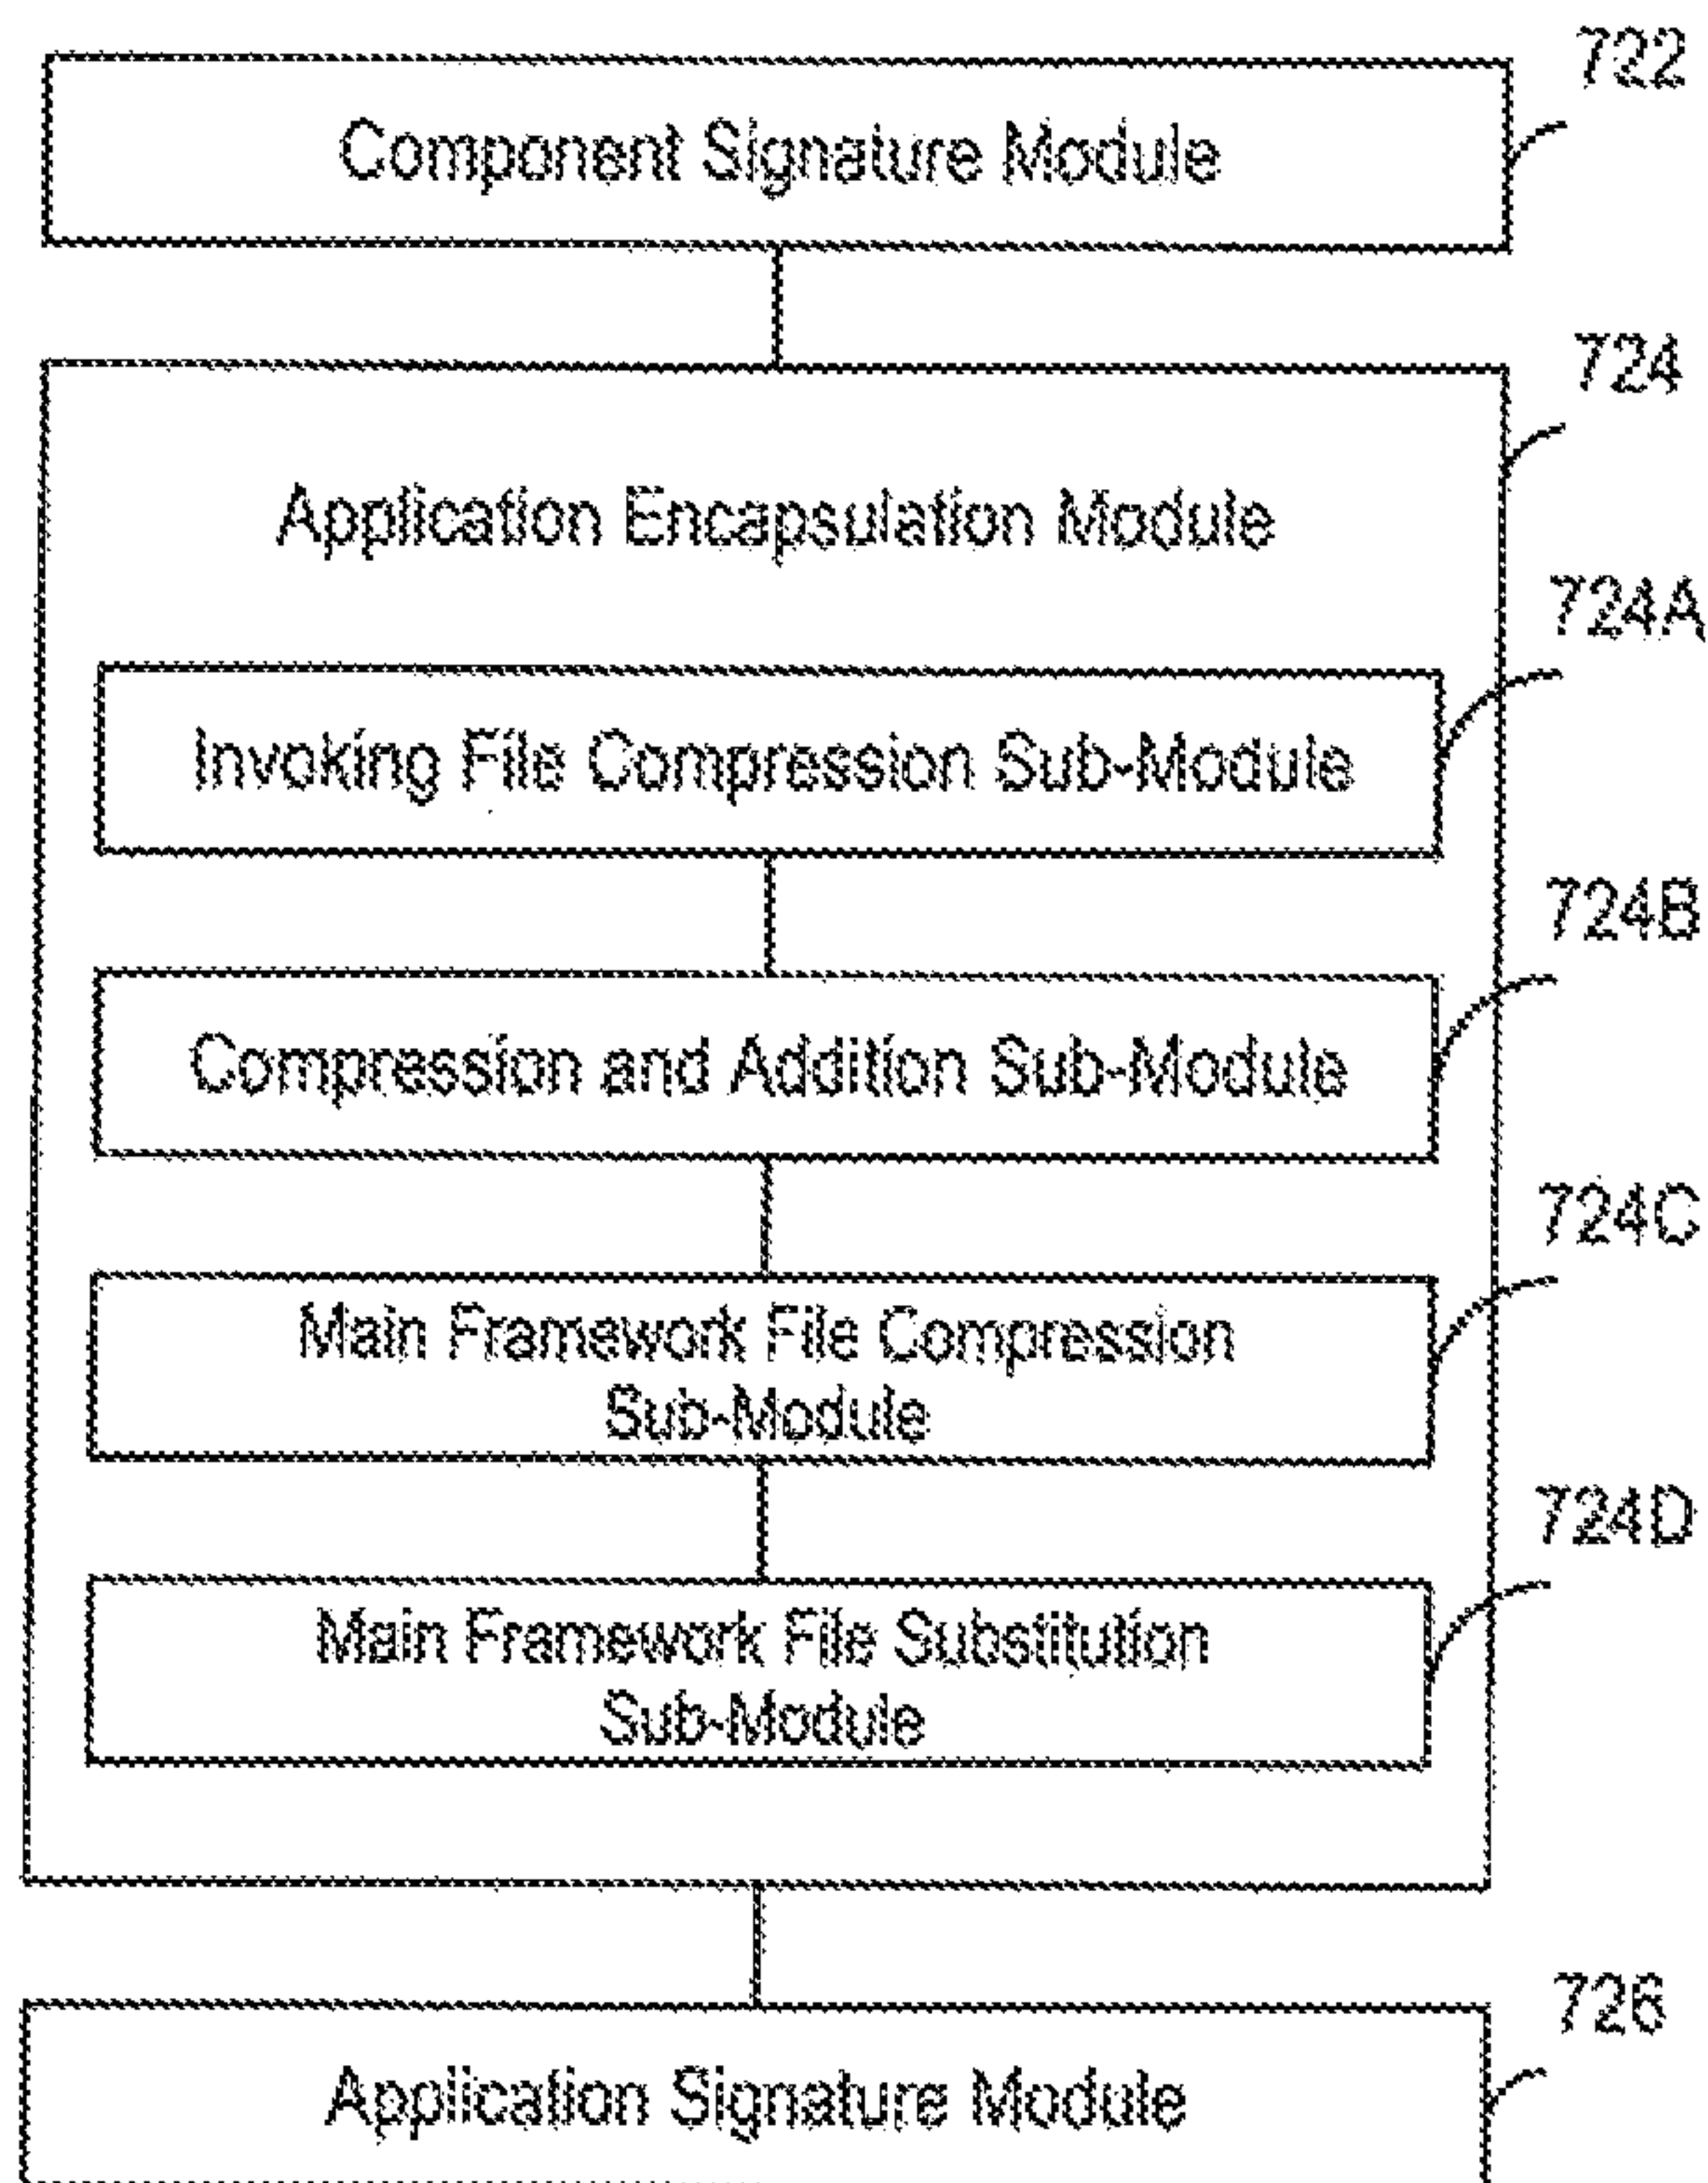 722
Component Signature Module
724
Application Encapsulation Module
724A
Invoking File Compression Sub-Module
724B
Compression and Addition Sub-Module
724C
Main Framework File Compression
Sub-Module
724D
Main Framework File Substitution
Sub-Module
726
Application Signature Module